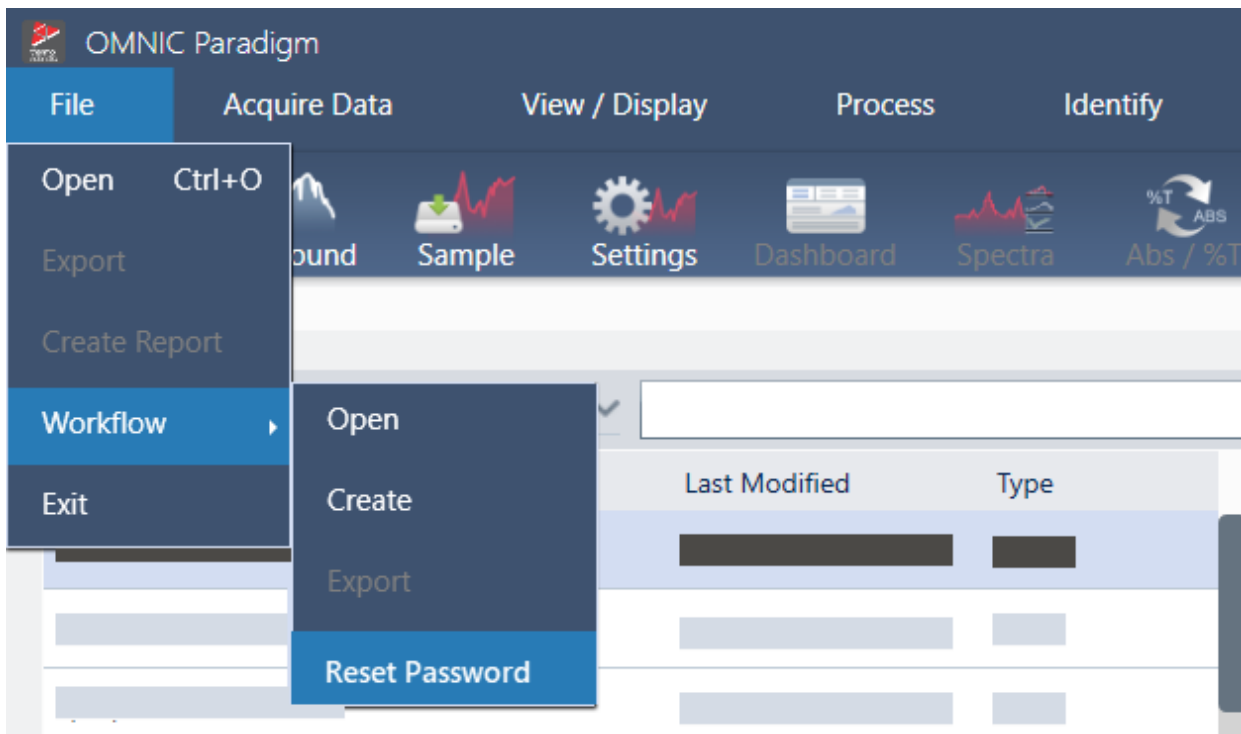 OMNIC Paradigm
File Acquire Data View / Display Process Identify
Open Ctrl+O
Export
Create Report
Workflow
Exit
ound Sample Settings Dashboard Spectra Abs / %T
%T ABS
Open
Create
Export
Reset Password
Last Modified Type